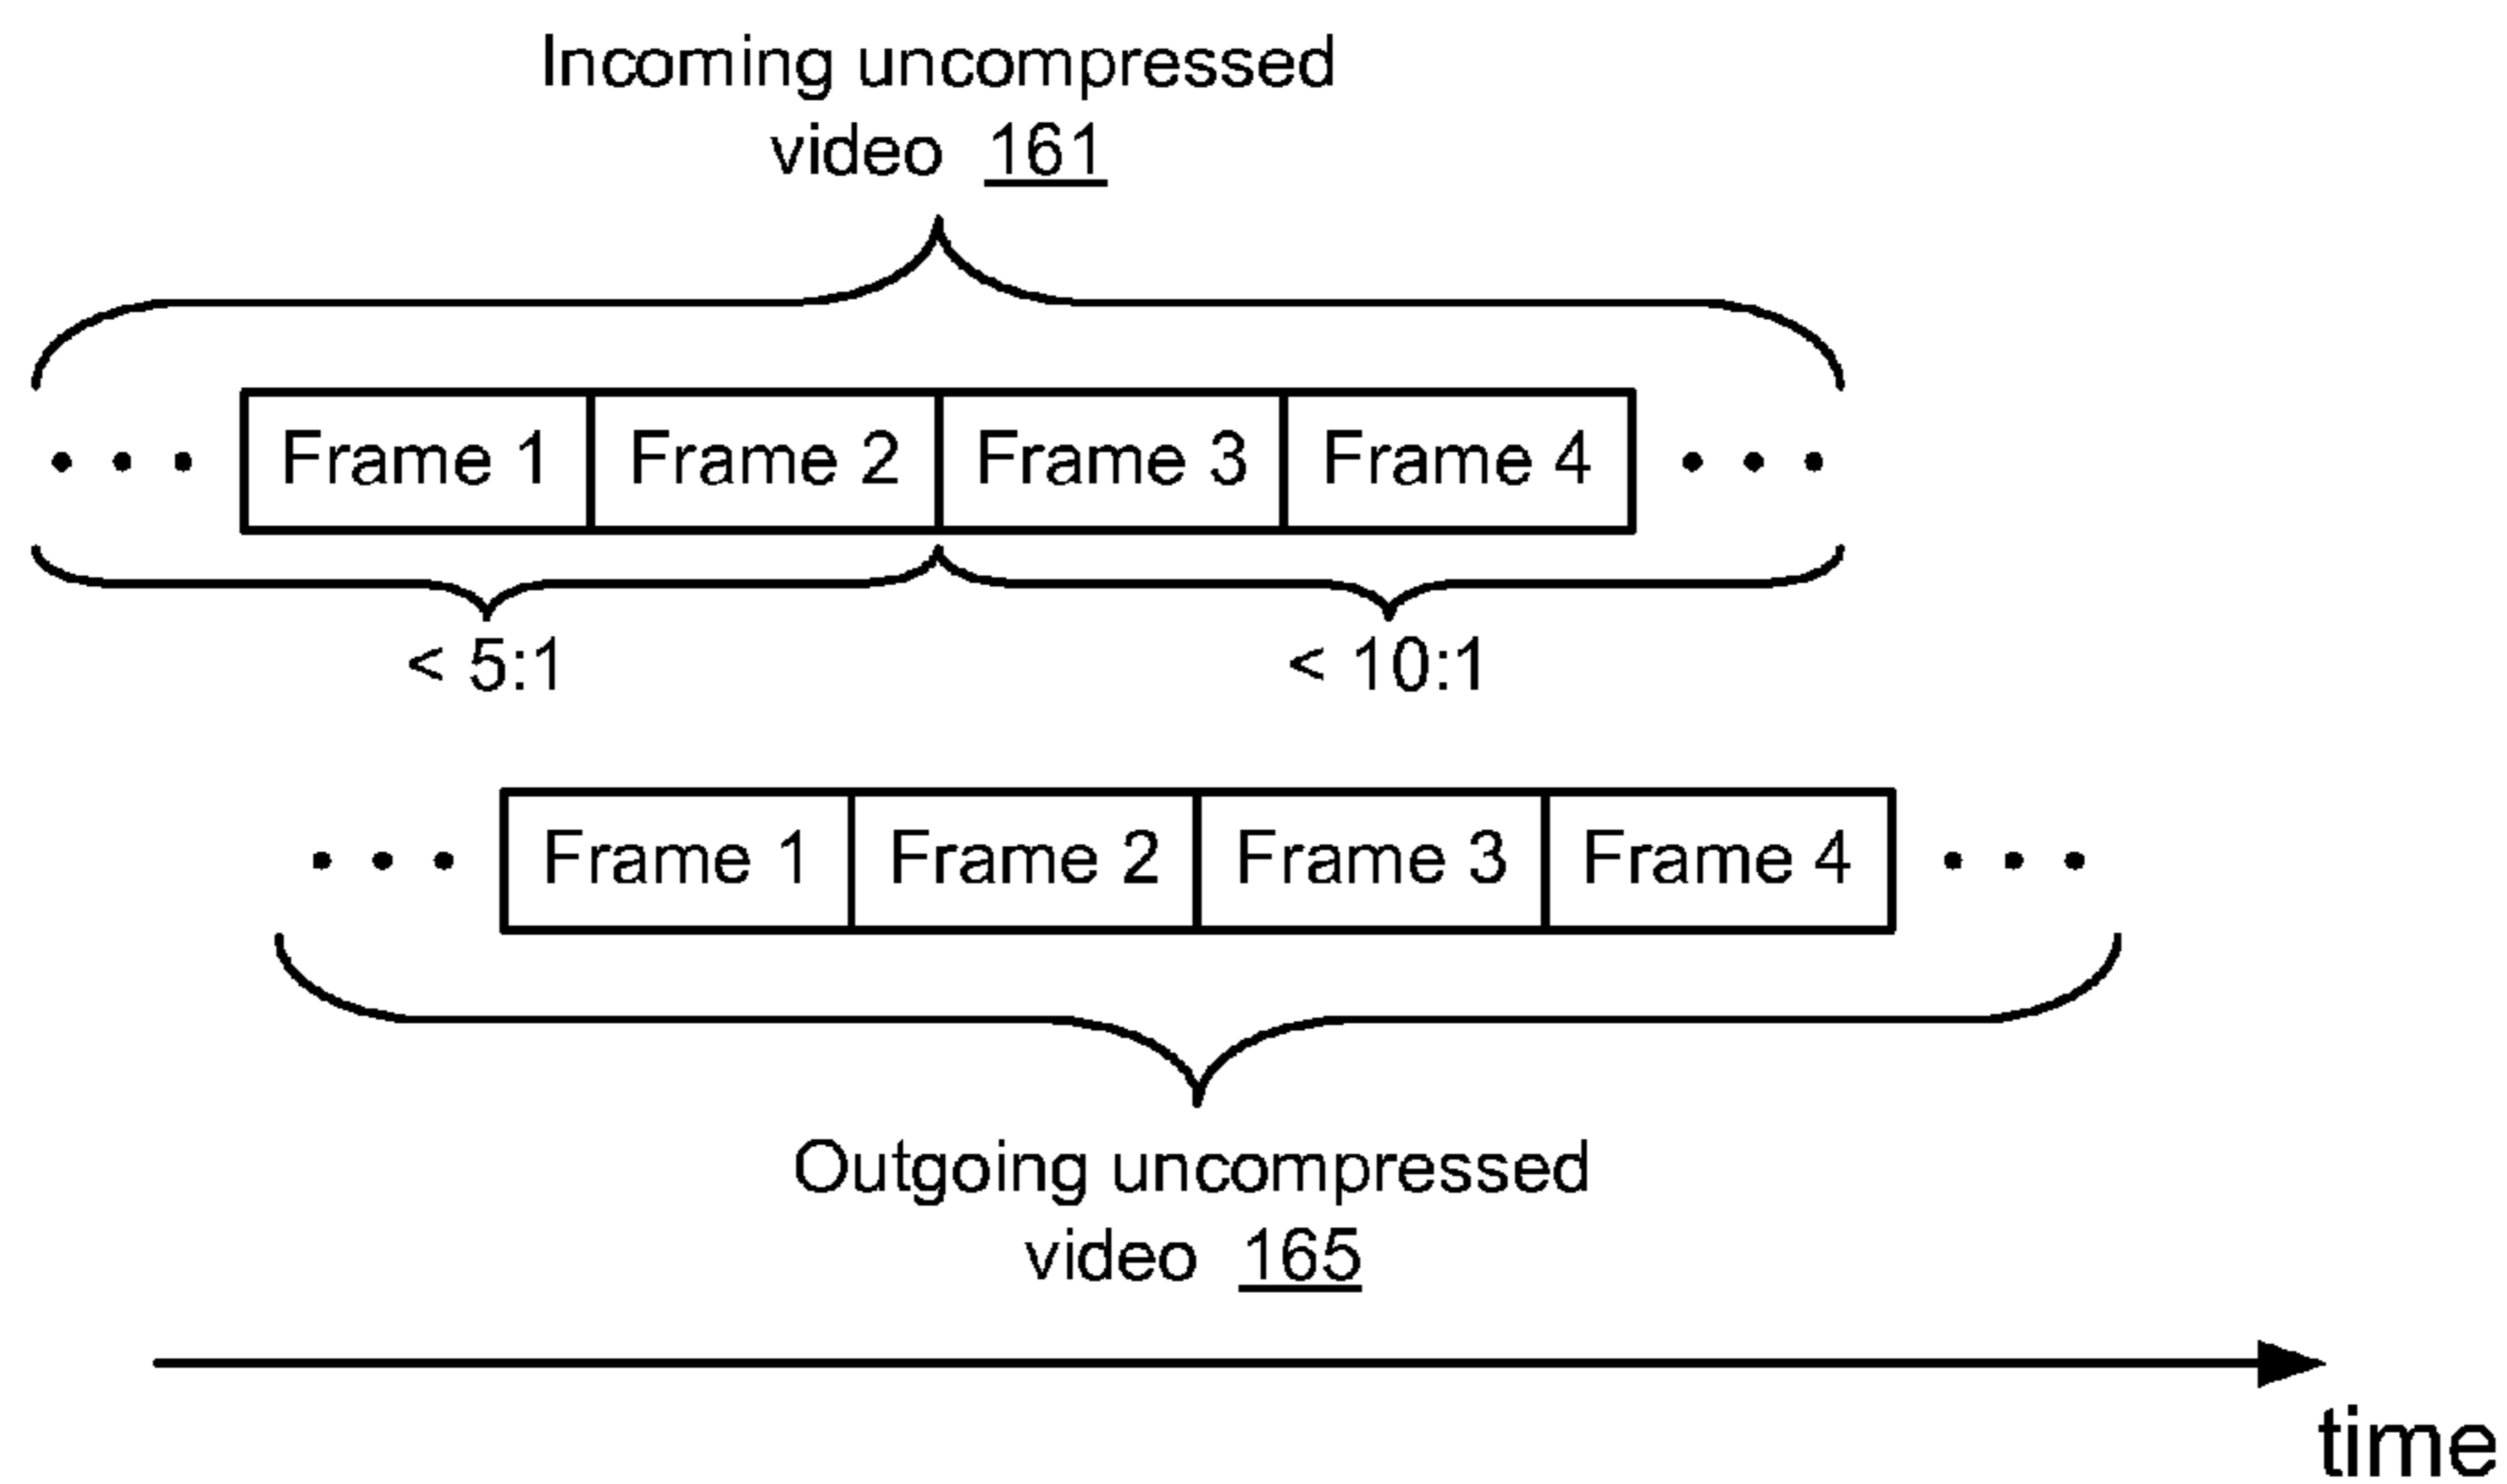 Incoming uncompressed
video 161
Frame 1 Frame 2 Frame 3 Frame 4
< 5:1 < 10:1
Frame 1 Frame 2 Frame 3 Frame 4
Outgoing uncompressed
video 165
time